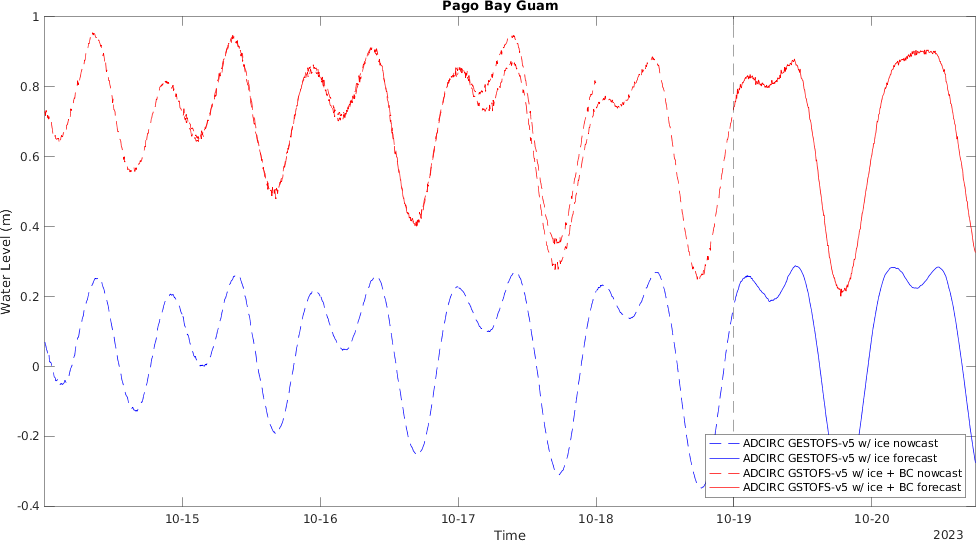 Pago Bay Guam
1
0.8
0.6
0.4
0.2
0
-0.2
-0.4
Water Level (m)
ADCIRC GESTOFS-v5 w/ ice nowcast
ADCIRC GESTOFS-v5 w/ ice forecast
ADCIRC GSTOFS-v5 w/ ice + BC nowcast
ADCIRC GSTOFS-v5 w/ ice + BC forecast
10-15 10-16 10-17 10-18 10-19 10-20
Time
2023